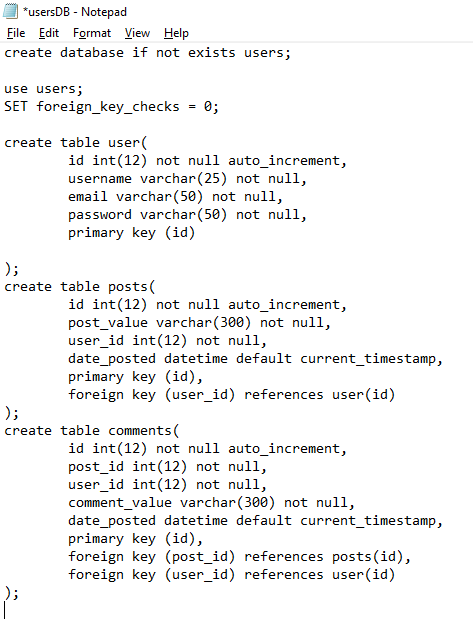 *usersDB - Notepad
File Edit Format View Help
create database if not exists users;
use users;
SET foreign_key_checks = 0;
create table user(
id int(12) not null auto_increment,
username varchar(25) not null,
email varchar(50) not null,
password varchar(50) not null,
primary key (id)
);
create table posts(
id int(12) not null auto_increment,
post_value varchar(300) not null,
user_id int(12) not null,
date_posted datetime default current_timestamp,
primary key (id),
foreign key (user_id) references user(id)
);
create table comments(
id int(12) not null auto_increment,
post_id int(12) not null,
user_id int(12) not null,
comment_value varchar(300) not null,
date_posted datetime default current_timestamp,
primary key (id),
foreign key (post_id) references posts(id),
foreign key (user_id) references user(id)
);